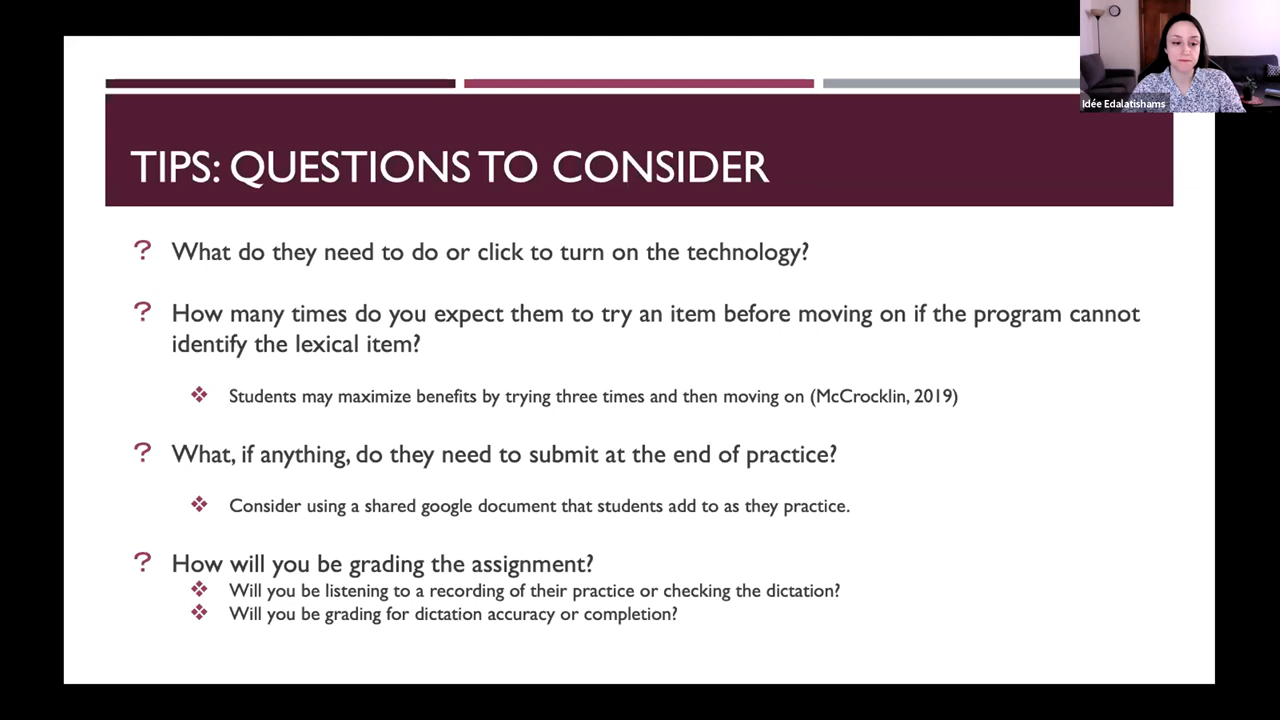 Idée Edalatishams
TIPS: QUESTIONS TO CONSIDER
? What do they need to do or click to turn on the technology?
? How many times do you expect them to try an item before moving on if the program cannot
identify the lexical item?
❖ Students may maximize benefits by trying three times and then moving on (McCrocklin, 2019)
? What, if anything, do they need to submit at the end of practice?
❖ Consider using a shared google document that students add to as they practice.
? How will you be grading the assignment?
❖ Will you be listening to a recording of their practice or checking the dictation?
❖ Will you be grading for dictation accuracy or completion?